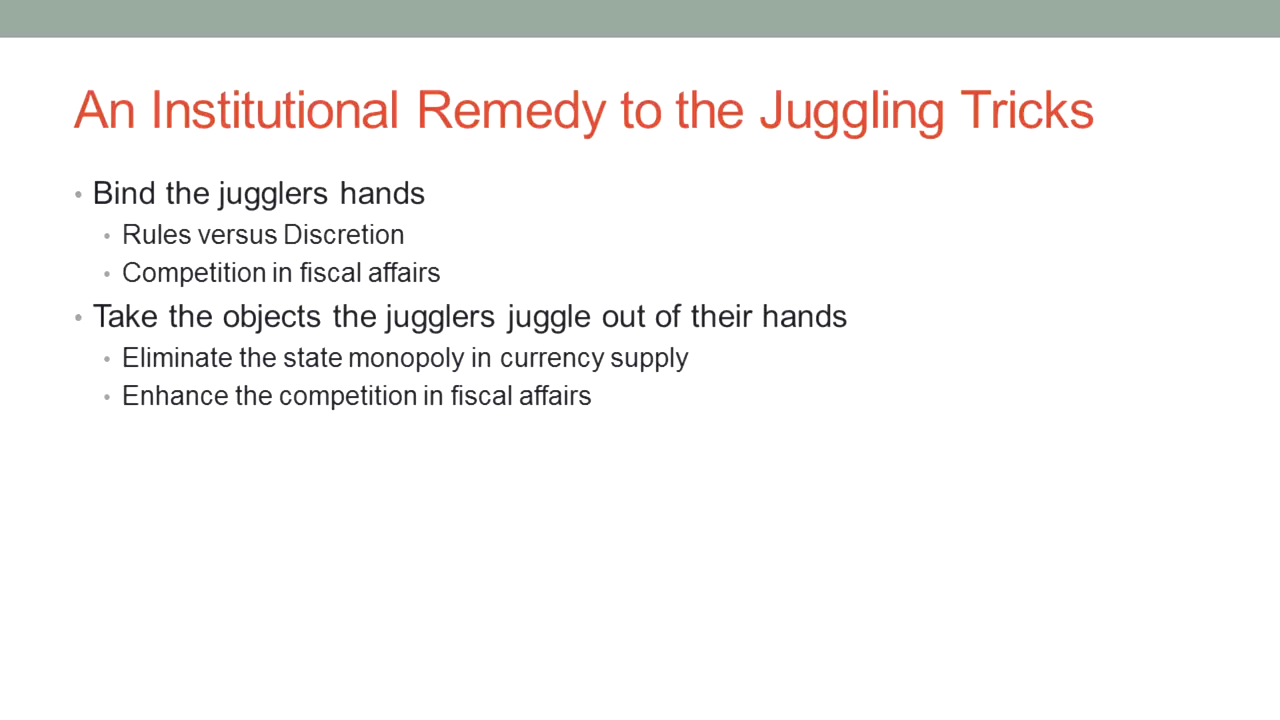 An Institutional Remedy to the Juggling Tricks
• Bind the jugglers hands
• Rules versus Discretion
• Competition in fiscal affairs
• Take the objects the jugglers juggle out of their hands
• Eliminate the state monopoly in currency supply
• Enhance the competition in fiscal affairs